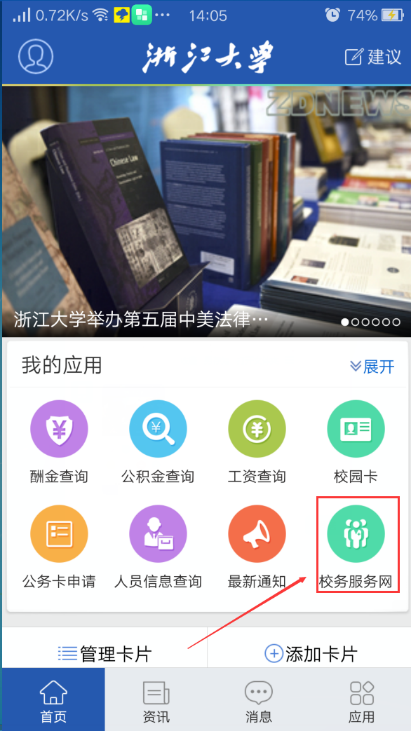 0.72K/s 14:05 74%
浙江大学 建议
ZDNEWS
Chinese Law
浙江大学举办第五届中美法律…
我的应用 展开
酬金查询 公积金查询 工资查询 校园卡
公务卡申请 人员信息查询 最新通知 校务服务网
管理卡片 添加卡片
首页 资讯 消息 应用